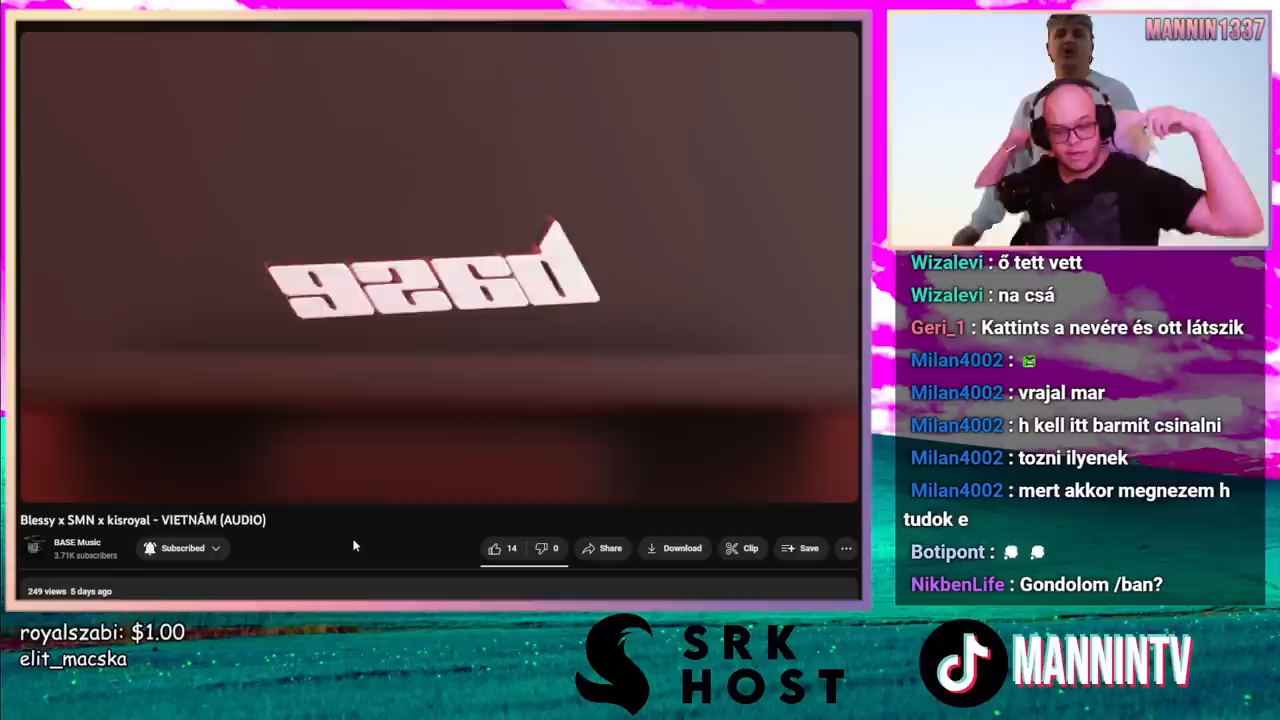 926d
Blessy x SMN x kisroyal - VIETNÁM (AUDIO)
BASE Music
3.71K subscribers
Subscribed
14
0
Share
Download
Clip
Save
249 views 5 days ago
royalszabi: $1.00
elit_macska
SRK
HOST
MANNINTV
MANNIN1337
Wizalevi : ő tett vett
Wizalevi : na csá
Geri_1 : Kattints a nevére és ott látszik
Milan4002 :
Milan4002 : vrajal mar
Milan4002 : h kell itt barmit csinalni
Milan4002 : tozni ilyenek
Milan4002 : mert akkor megnezem h
tudok e
Botipont :
NikbenLife : Gondolom /ban?